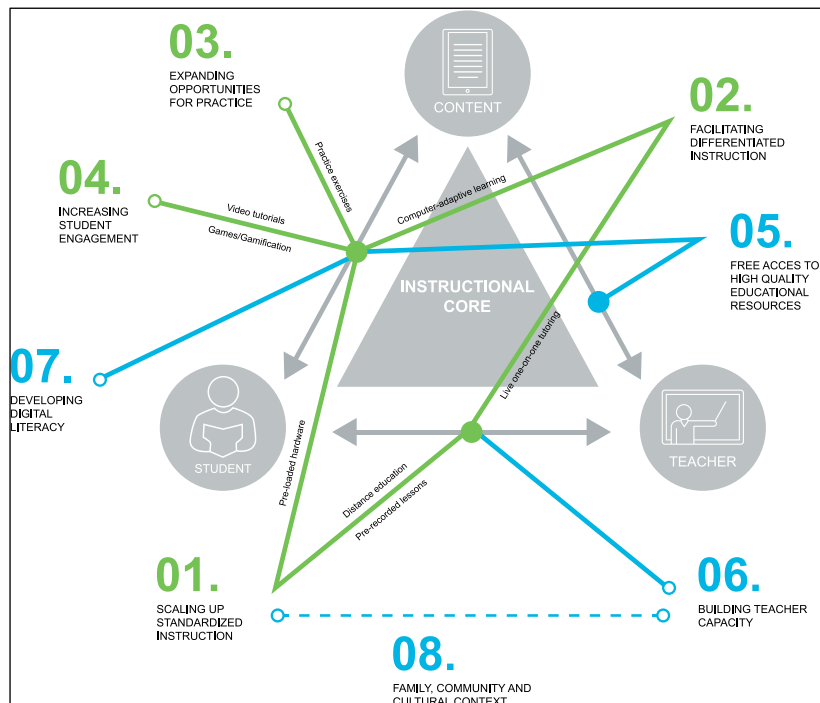 03.
EXPANDING
OPPORTUNITIES
FOR PRACTICE
CONTENT
02.
FACILITATING
DIFFERENTIATED
INSTRUCTION
04.
INCREASING
STUDENT
ENGAGEMENT
Practice exercises
Video tutorials
Games/Gamification
Computer-adaptive learning
05.
FREE ACCES TO
HIGH QUALITY
EDUCATIONAL
RESOURCES
INSTRUCTIONAL
CORE
07.
DEVELOPING
DIGITAL
LITERACY
Live one-on-one tutoring
STUDENT
TEACHER
Pre-loaded hardware
Distance education
Pre-recorded lessons
01.
SCALING UP
STANDARDIZED
INSTRUCTION
06.
BUILDING TEACHER
CAPACITY
08.
FAMILY, COMMUNITY AND
CULTURAL CONTEXT